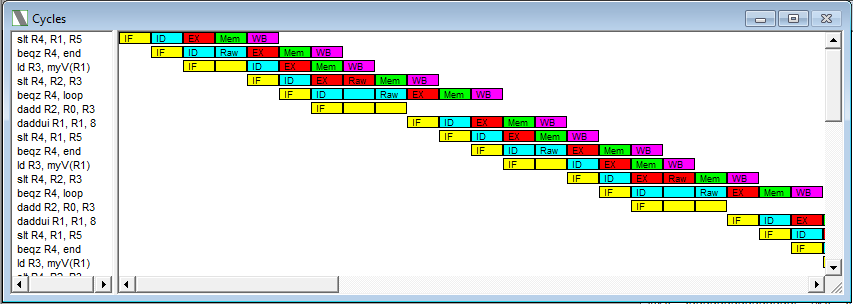 Cycles
slt R4, R1, R5 IF ID EX Mem WB
beqz R4, end IF ID Raw EX Mem WB
ld R3, myV(R1) IF ID EX Mem WB
slt R4, R2, R3 IF ID EX Raw Mem WB
beqz R4, loop IF ID Raw EX Mem WB
dadd R2, R0, R3 IF
daddui R1, R1, 8 IF ID EX Mem WB
slt R4, R1, R5 IF ID EX Mem WB
beqz R4, end IF ID Raw EX Mem WB
ld R3, myV(R1) IF ID EX Mem WB
slt R4, R2, R3 IF ID EX Raw Mem WB
beqz R4, loop IF ID Raw EX Mem WB
dadd R2, R0, R3 IF
daddui R1, R1, 8 IF ID EX
slt R4, R1, R5 IF ID
beqz R4, end IF
ld R3, myV(R1)